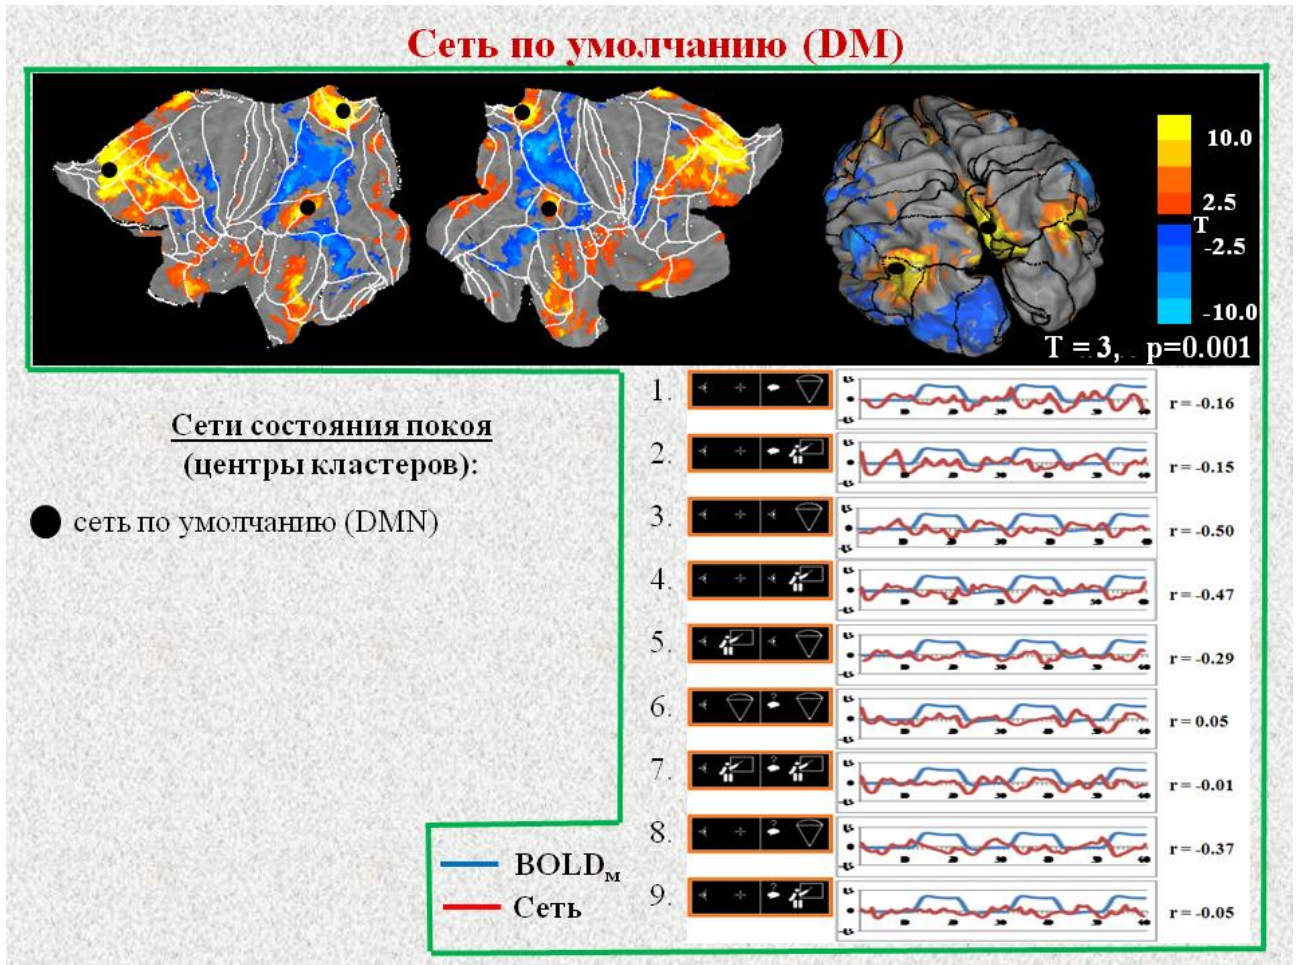 Сеть по умолчанию (DM)
10.0
2.5
T
-2.5
-10.0
T = 3, p=0.001
Сети состояния покоя
(центры кластеров):
сеть по умолчанию (DMN)
1.
r = -0.16
2.
r = -0.15
3.
r = -0.50
4.
r = -0.47
5.
r = -0.29
6.
r = 0.05
7.
r = -0.01
8.
r = -0.37
9.
r = -0.05
BOLDм
Сеть